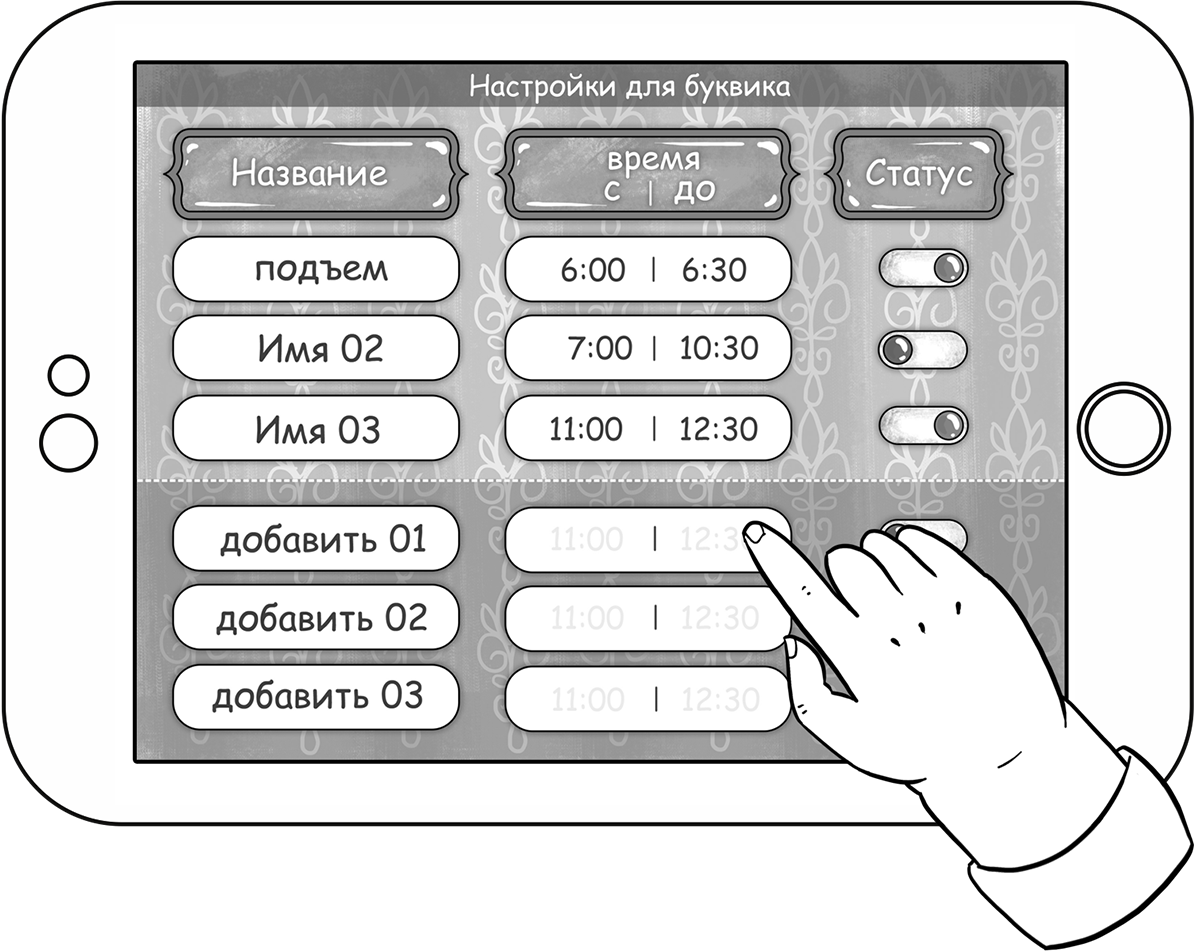 Настройки для буквика
Название
время
с | до
Статус
подъем 6:00 | 6:30
Имя 02 7:00 | 10:30
Имя 03 11:00 | 12:30
добавить 01 11:00 | 12:3
добавить 02 11:00 | 12:30
добавить 03 11:00 | 12:30